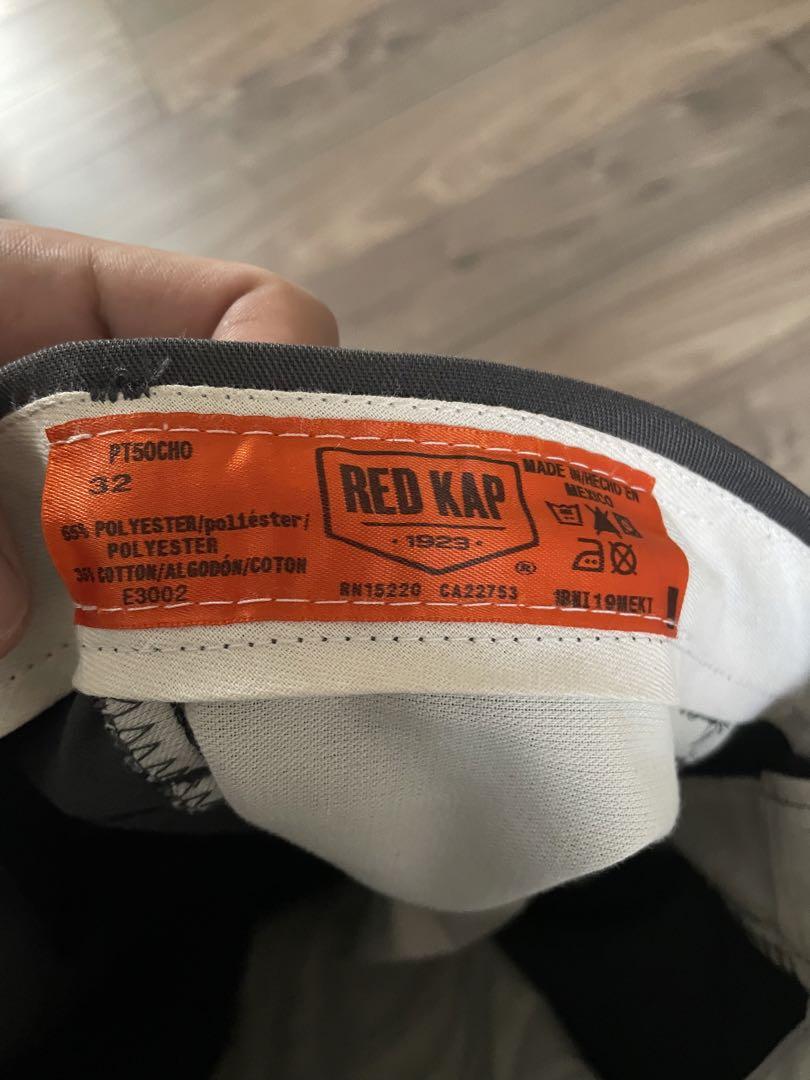 PT50CHO
32
65% POLYESTER/poliéster/
POLYESTER
35% COTTON/ALGODÓN/COTON
E3002
RED KAP
·1923·
®
RN15220 CA22753
MADE IN/HECHO EN
MEXICO
19MEKT